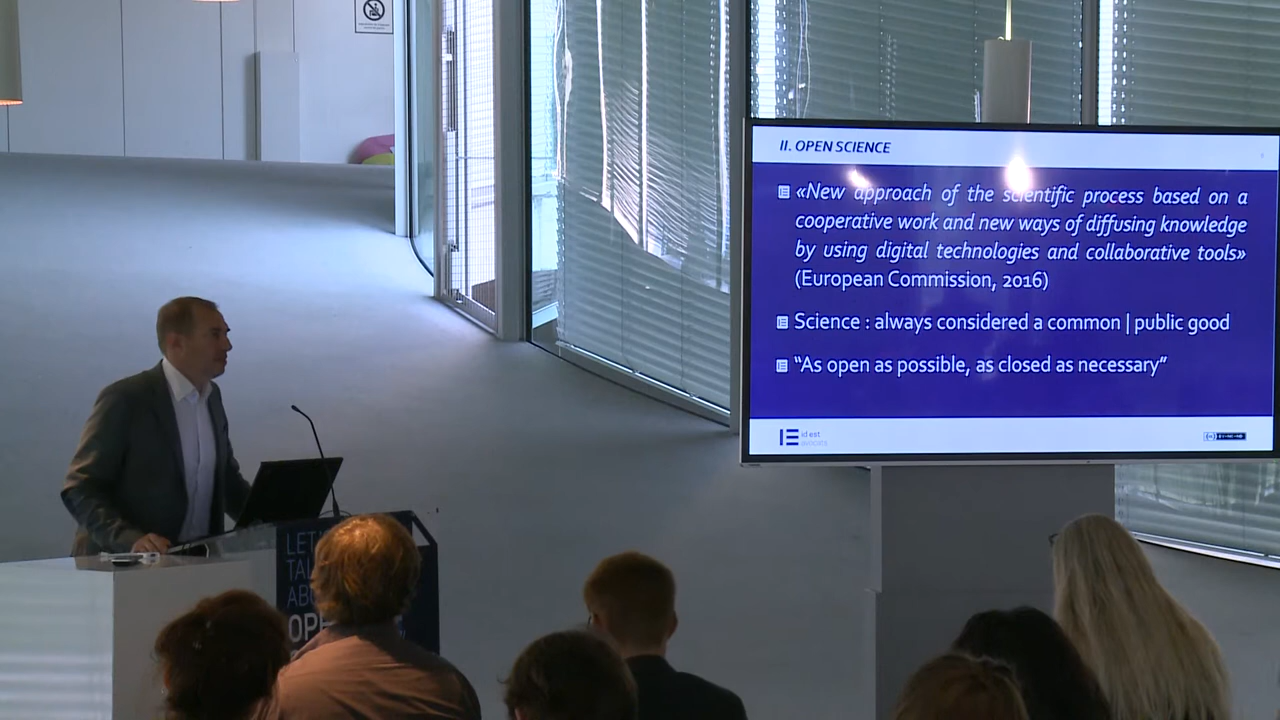 II. OPEN SCIENCE
«New approach of the scientific process based on a
cooperative work and new ways of diffusing knowledge
by using digital technologies and collaborative tools»
(European Commission, 2016)
Science : always considered a common | public good
“As open as possible, as closed as necessary”
id est
avocats
LET
TAL
ABO
OPE